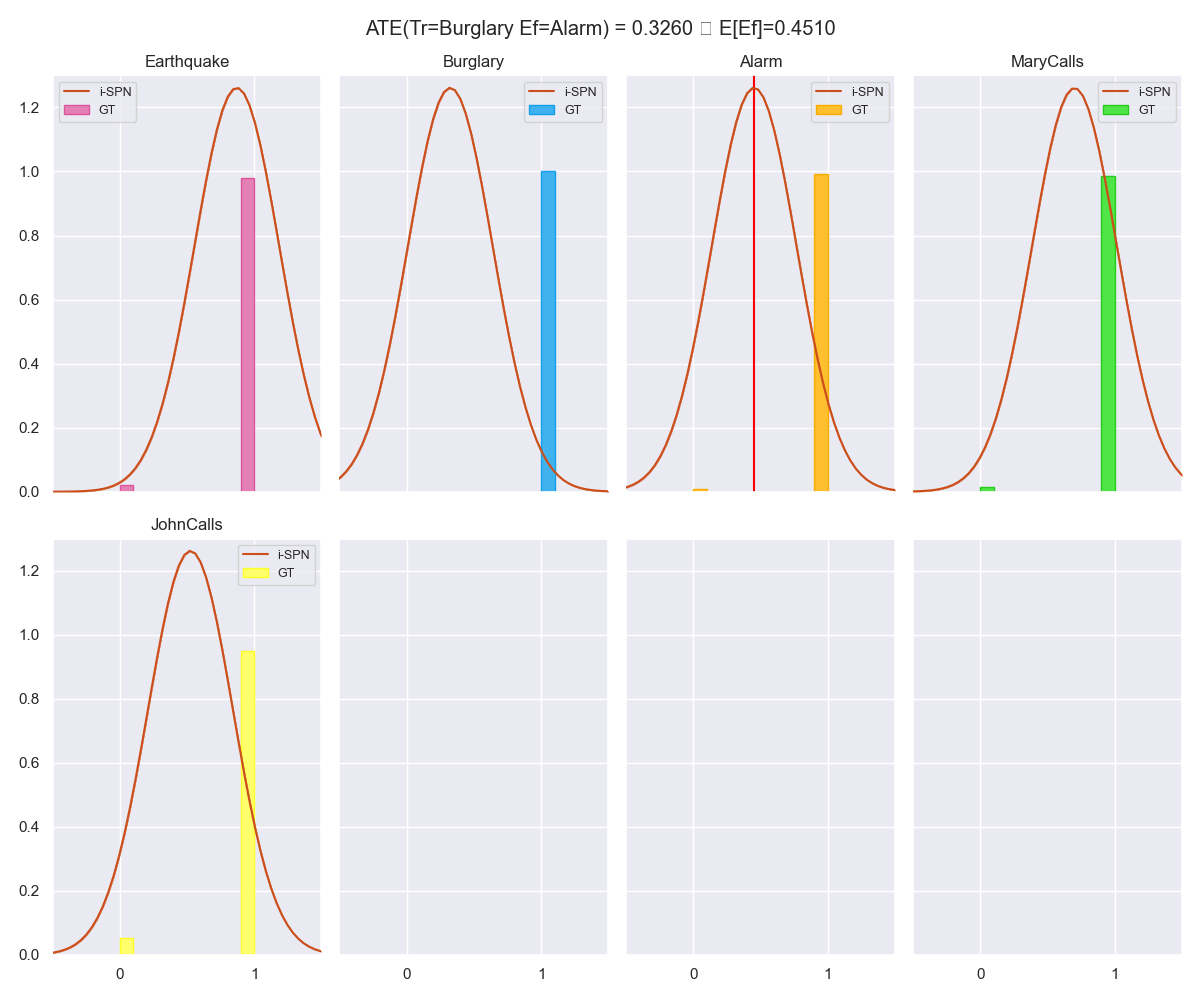 ATE(Tr=Burglary Ef=Alarm) = 0.3260 □ E[Ef]=0.4510
Earthquake
Burglary
Alarm
MaryCalls
i-SPN
GT
i-SPN
GT
i-SPN
GT
i-SPN
GT
1.2
1.0
0.8
0.6
0.4
0.2
0.0
JohnCalls
i-SPN
GT
1.2
1.0
0.8
0.6
0.4
0.2
0.0
0
1
0
1
0
1
0
1